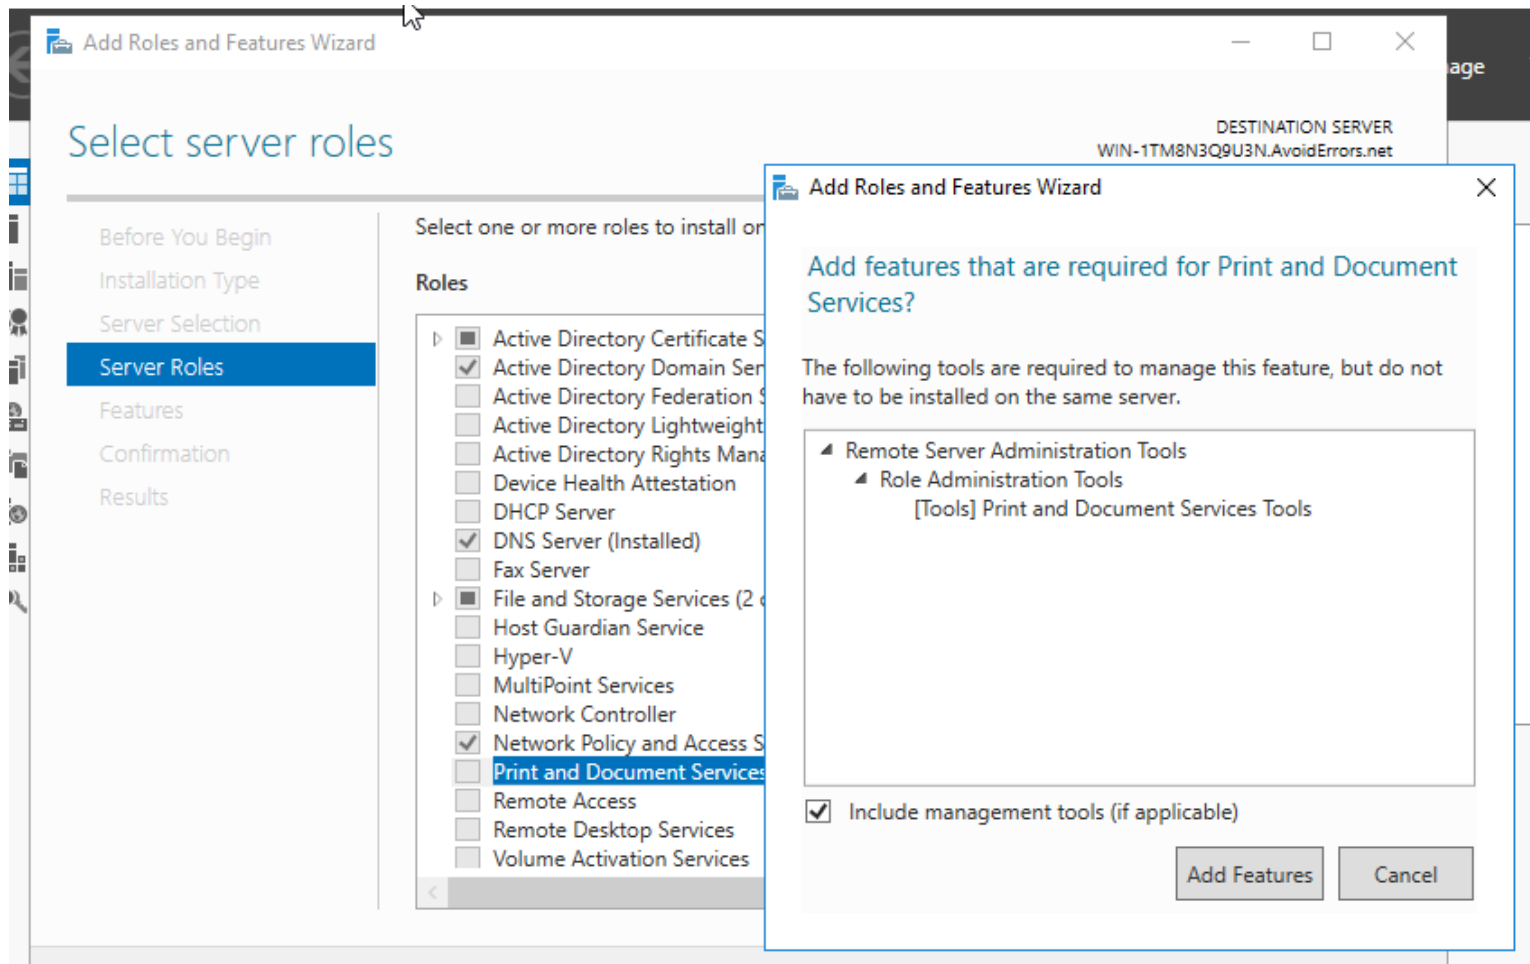 Add Roles and Features Wizard
age
Select server roles
DESTINATION SERVER
WIN-1TM8N3Q9U3N.AvoidErrors.net
Before You Begin
Installation Type
Server Selection
Server Roles
Features
Confirmation
Results
Select one or more roles to install or
Roles
Active Directory Certificate S
Active Directory Domain Ser
Active Directory Federation S
Active Directory Lightweight
Active Directory Rights Mana
Device Health Attestation
DHCP Server
DNS Server (Installed)
Fax Server
File and Storage Services (2 o
Host Guardian Service
Hyper-V
MultiPoint Services
Network Controller
Network Policy and Access S
Print and Document Services
Remote Access
Remote Desktop Services
Volume Activation Services
Add Roles and Features Wizard
Add features that are required for Print and Document
Services?
The following tools are required to manage this feature, but do not
have to be installed on the same server.
Remote Server Administration Tools
Role Administration Tools
[Tools] Print and Document Services Tools
Include management tools (if applicable)
Add Features
Cancel